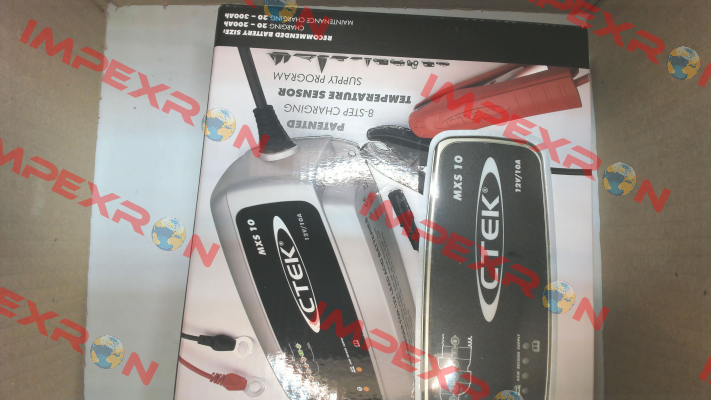 RECOMMENDED BATTERY SIZE:
CHARGING 20 – 200Ah
MAINTENANCE CHARGING 20 – 300Ah
PATENTED
8-STEP CHARGING
TEMPERATURE SENSOR
SUPPLY PROGRAM
MXS 10
CTEK®
12V/10A
MXS 10
CTEK®
12V/10A
IMPEXRON
IMPEXRON
IMPEXRON
IMPEXRON
IMPEXRON
IMPEXRON